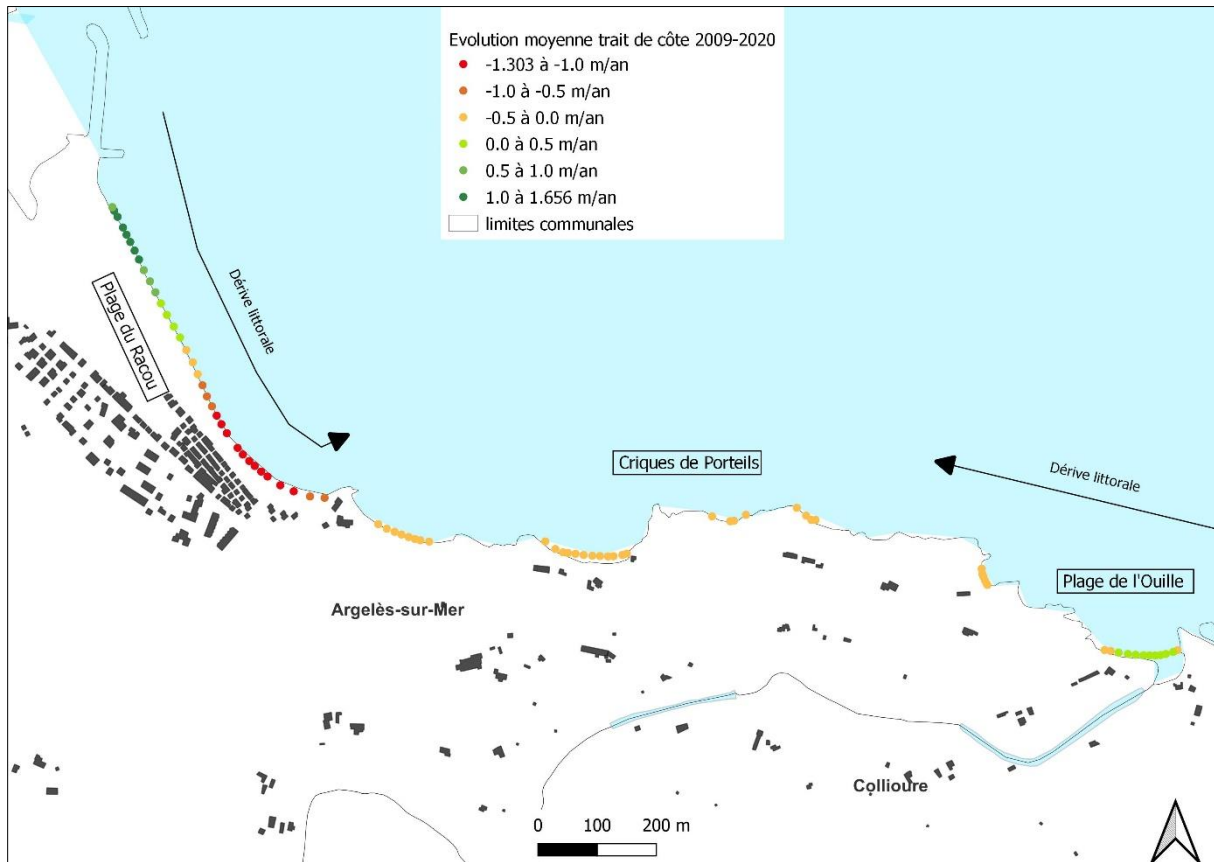 Evolution moyenne trait de côte 2009-2020
-1.303 à -1.0 m/an
-1.0 à -0.5 m/an
-0.5 à 0.0 m/an
0.0 à 0.5 m/an
0.5 à 1.0 m/an
1.0 à 1.656 m/an
limites communales
Dérive littorale
Plage du Racou
Criques de Porteils
Dérive littorale
Plage de l'Ouille
Argelès-sur-Mer
Collioure
0 100 200 m